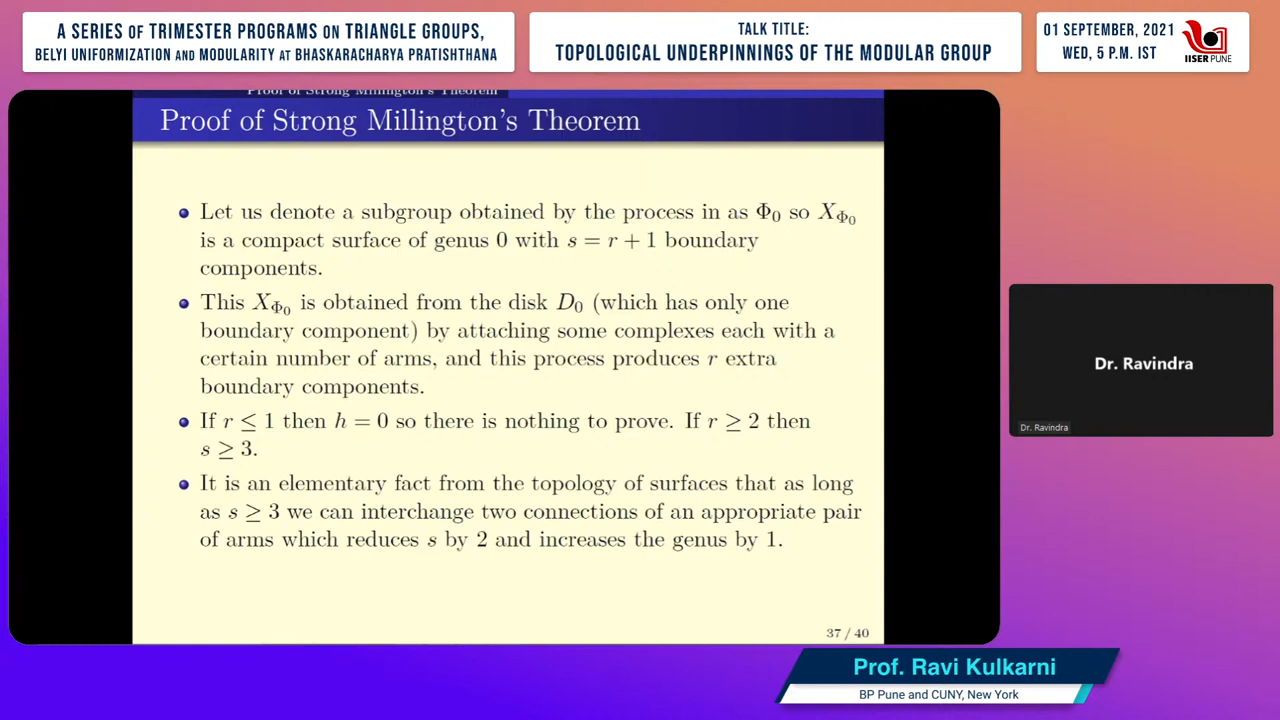 A SERIES OF TRIMESTER PROGRAMS ON TRIANGLE GROUPS,
BELYI UNIFORMIZATION AND MODULARITY AT BHASKARACHARYA PRATISHTHANA
TALK TITLE:
TOPOLOGICAL UNDERPINNINGS OF THE MODULAR GROUP
01 SEPTEMBER, 2021
WED, 5 P.M. IST
IISER PUNE
Proof of Strong Millington's Theorem
Proof of Strong Millington's Theorem
Let us denote a subgroup obtained by the process in as Φ₀ so X_Φ₀
is a compact surface of genus 0 with s = r + 1 boundary
components.
This X_Φ₀ is obtained from the disk D₀ (which has only one
boundary component) by attaching some complexes each with a
certain number of arms, and this process produces r extra
boundary components.
If r ≤ 1 then h = 0 so there is nothing to prove. If r ≥ 2 then
s ≥ 3.
It is an elementary fact from the topology of surfaces that as long
as s ≥ 3 we can interchange two connections of an appropriate pair
of arms which reduces s by 2 and increases the genus by 1.
37 / 40
Dr. Ravindra
Dr. Ravindra
Prof. Ravi Kulkarni
BP Pune and CUNY, New York